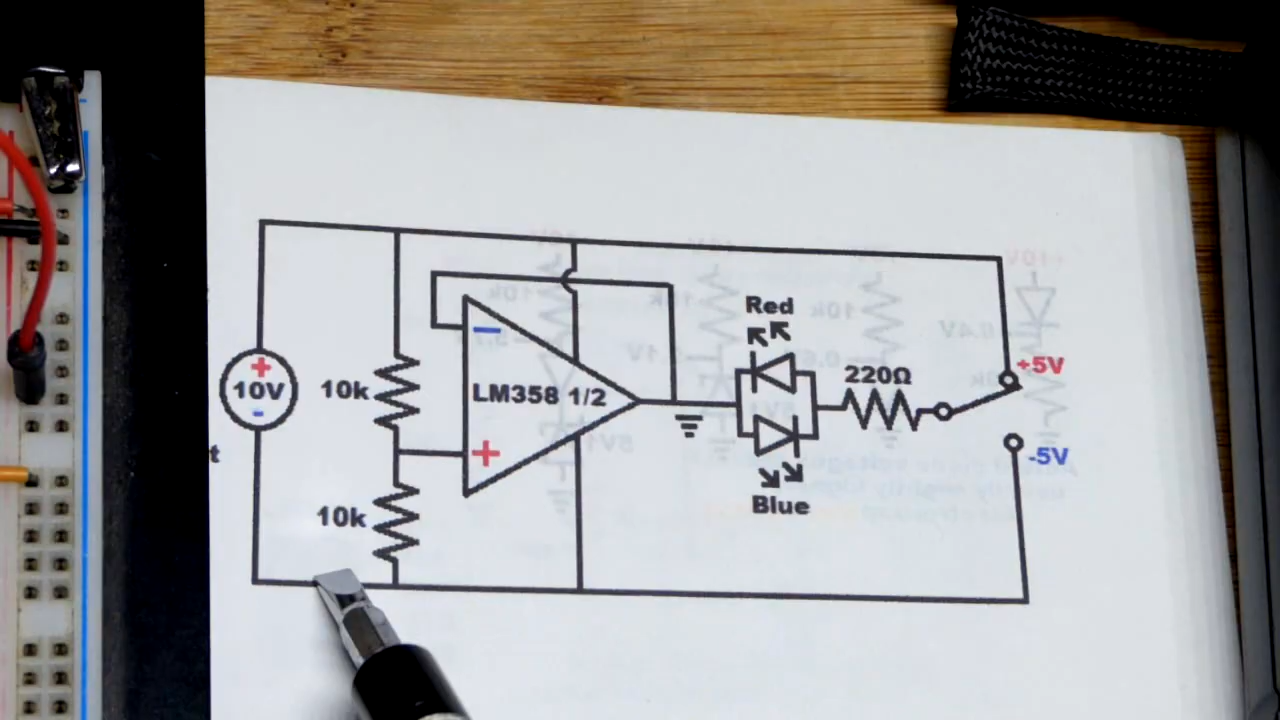 Red
+
10V
-
10k
-
LM358 1/2
+
220Ω
+5V
-5V
Blue
10k
t